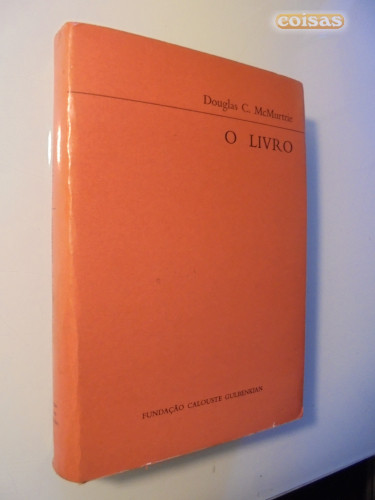 coisas
Douglas C. McMurtrie
O LIVRO
FUNDAÇÃO CALOUSTE GULBENKIAN